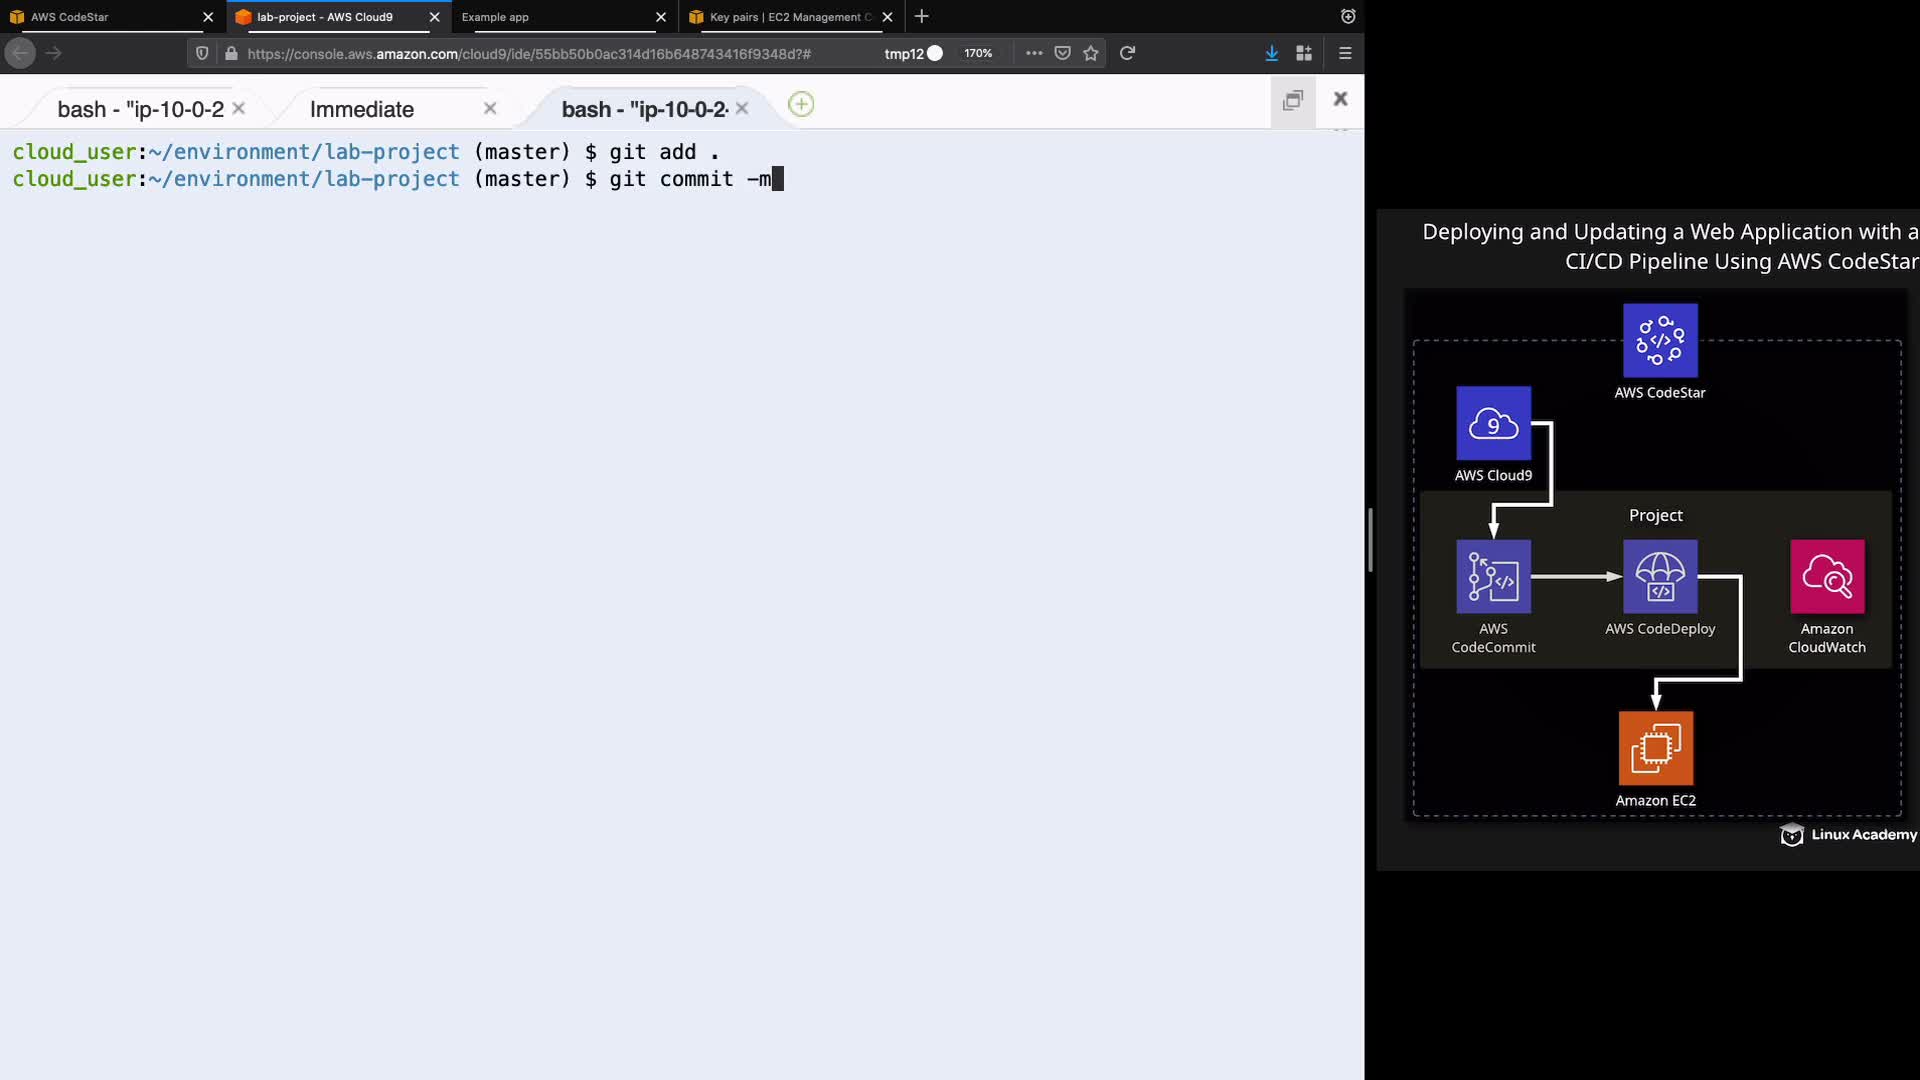 AWS CodeStar
lab-project - AWS Cloud9
Example app
Key pairs | EC2 Management C
https://console.aws.amazon.com/cloud9/ide/55bb50b0ac314d16b648743416f9348d?#
tmp12
170%
bash - "ip-10-0-2
Immediate
bash - "ip-10-0-2-
cloud_user:~/environment/lab-project (master) $ git add .
cloud_user:~/environment/lab-project (master) $ git commit -m
Deploying and Updating a Web Application with a
CI/CD Pipeline Using AWS CodeStar
AWS CodeStar
9
AWS Cloud9
Project
AWS
CodeCommit
AWS CodeDeploy
Amazon
CloudWatch
Amazon EC2
Linux Academy